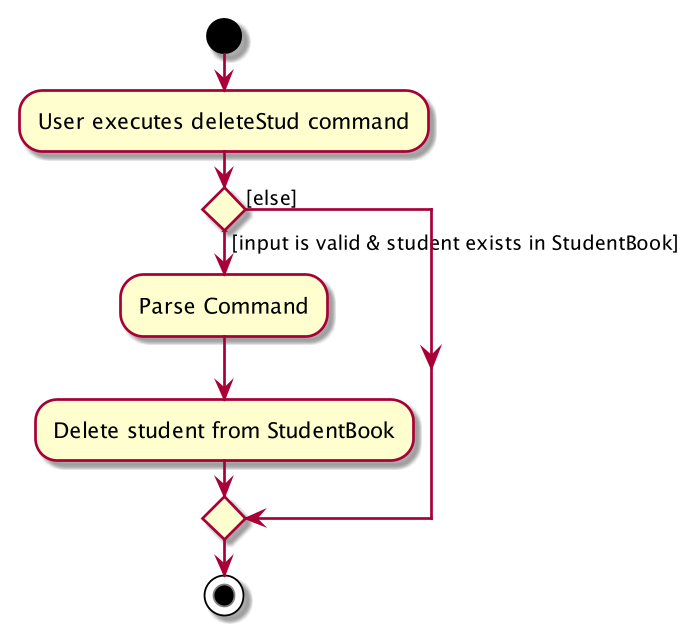 User executes deleteStud command
[else]
[input is valid & student exists in StudentBook]
Parse Command
Delete student from StudentBook